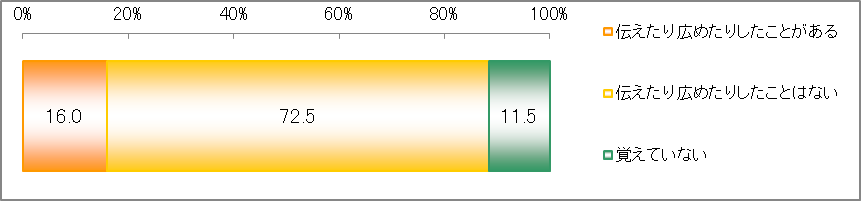 0% 20% 40% 60% 80% 100%
伝えたり広めたりしたことがある
16.0 72.5 11.5
伝えたり広めたりしたことはない
覚えていない